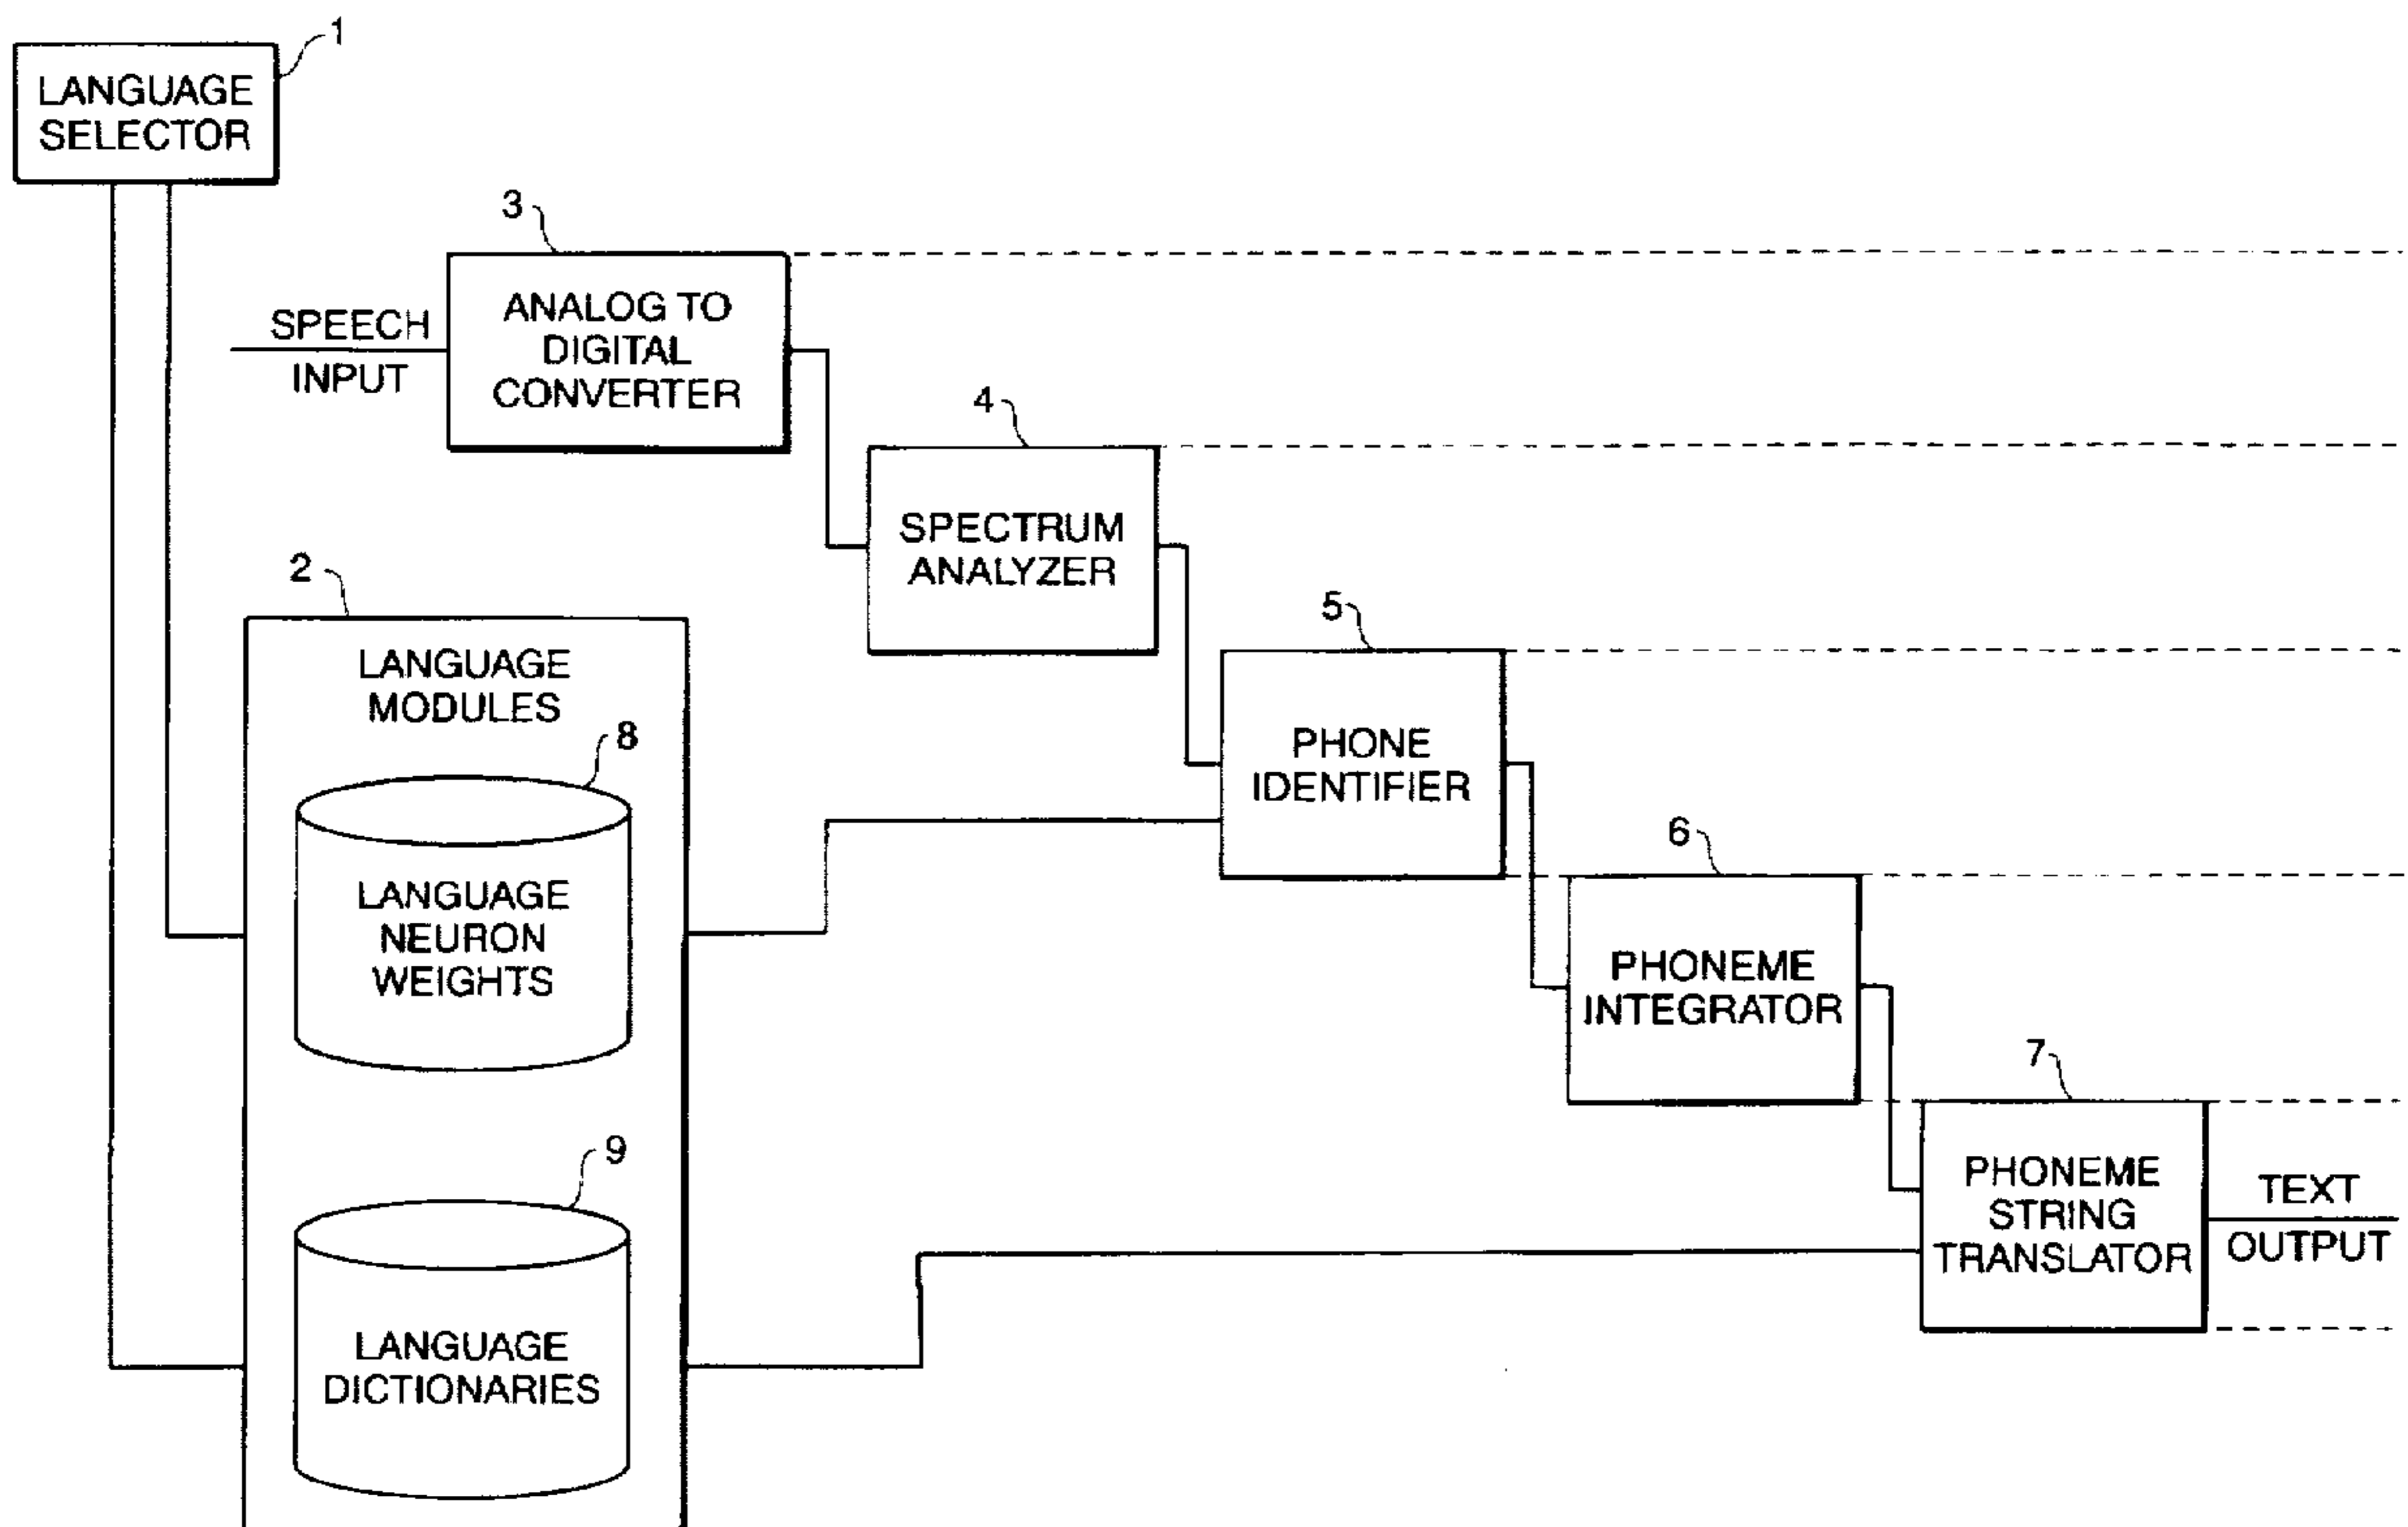 1
LANGUAGE
SELECTOR
3
ANALOG TO
DIGITAL
CONVERTER
SPEECH
INPUT
4
SPECTRUM
ANALYZER
2
LANGUAGE
MODULES
5
PHONE
IDENTIFIER
8
LANGUAGE
NEURON
WEIGHTS
6
PHONEME
INTEGRATOR
7
PHONEME
STRING
TRANSLATOR
TEXT
OUTPUT
9
LANGUAGE
DICTIONARIES